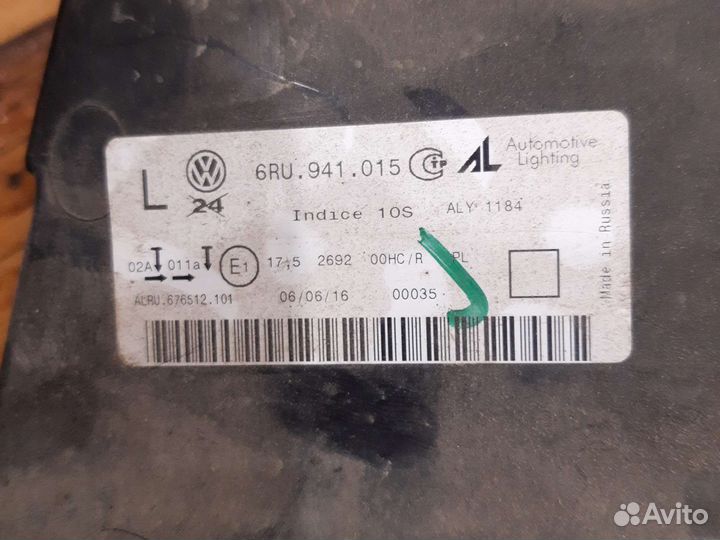 L 6RU.941.015 AL Automotive
Lighting
24 Indice 10S ALY 1184
02A 011a E1 17,5 2692 00HC/R PL
ALRU.676512.101 06/06/16 00035
Made in Russia
Avito